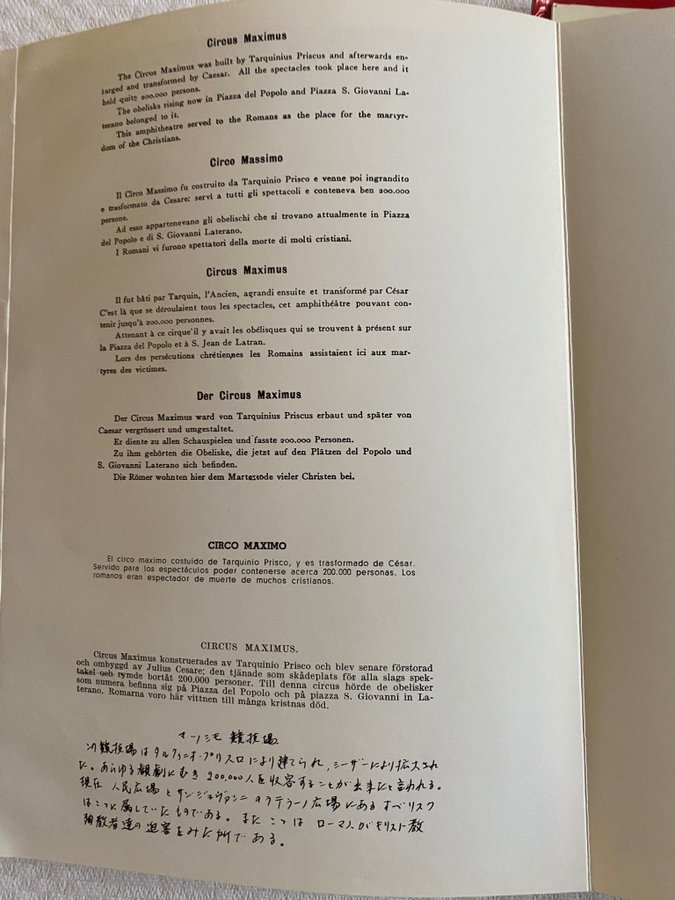 Circus Maximus
The Circus Maximus was built by Tarquinius Priscus and afterwards en-
larged and transformed by Caesar. All the spectacles took place here and it
held quite 200.000 persons.
The obelisks rising now in Piazza del Popolo and Piazza S. Giovanni La-
terano belonged to it.
This amphitheatre served to the Romans as the place for the martyr-
dom of the Christians.
Circo Massimo
Il Circo Massimo fu costruito da Tarquinio Prisco e venne poi ingrandito
e trasformato da Cesare: servì a tutti gli spettacoli e conteneva ben 200.000
persone.
Ad esso appartenevano gli obelischi che si trovano attualmente in Piazza
del Popolo e di S. Giovanni Laterano.
I Romani vi furono spettatori della morte di molti cristiani.
Circus Maximus
Il fut bâti par Tarquin, l'Ancien, agrandi ensuite et transformé par César
C'est là que se déroulaient tous les spectacles, cet amphithéâtre pouvant con-
tenir jusqu'à 200.000 personnes.
Attenant à ce cirque'il y avait les obélisques qui se trouvent à présent sur
la Piazza del Popolo et à S. Jean de Latran.
Lors des persécutions chrétiennes les Romains assistaient ici aux mar-
tyres des victimes.
Der Circus Maximus
Der Circus Maximus ward von Tarquinius Priscus erbaut und später von
Caesar vergrössert und umgestaltet.
Er diente zu allen Schauspielen und fasste 200.000 Personen.
Zu ihm gehörten die Obeliske, die jetzt auf den Plätzen del Popolo und
S. Giovanni Laterano sich befinden.
Die Römer wohnten hier dem Martertode vieler Christen bei.
CIRCO MAXIMO
El circo maximo costuido de Tarquinio Prisco, y es trasformado de César.
Servido para los espectáculos poder contenerse acerca 200.000 personas. Los
romanos eran espectador de muerte de muchos cristianos.
CIRCUS MAXIMUS.
Circus Maximus konstruerades av Tarquinio Prisco och blev senare förstorad
och ombyggd av Julius Cesare; den tjänade som skådeplats för alla slags spek-
takel och rymde bortåt 200.000 personer. Till denna circus hörde de obelisker
som numera befinna sig på Piazza del Popolo och på piazza S. Giovanni in La-
terano. Romarna voro här vittnen till många kristnas död.
マッシモ 競技場
競技場はタルクィニオ・プリスコにより建てられ、シーザーにより拡大され
た。あらゆる観劇にむき 200,000人を収容することが出来たと言われる。
現在 人民広場 と サン・ジョヴァンニ・ラテラーノ広場にある オベリスク
はここに属していたものである。また ここは ローマ人がキリスト教
殉教者達の迫害をみた所である。